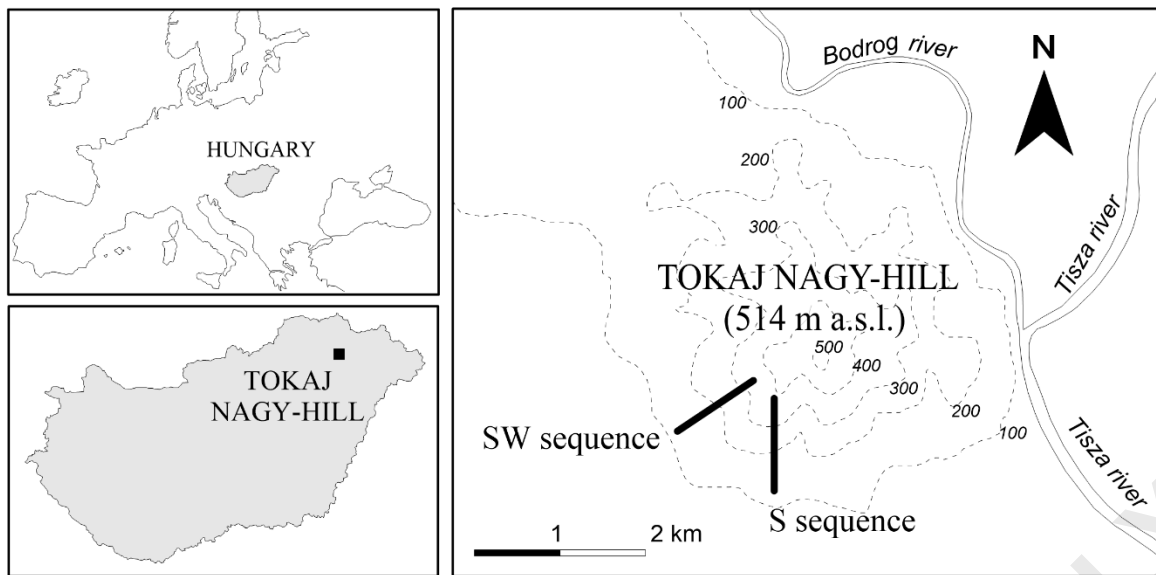 HUNGARY
TOKAJ
NAGY-HILL
Bodrog river
N
100
200
300
Tisza river
TOKAJ NAGY-HILL
(514 m a.s.l.)
500
400
300
200
100
SW sequence
Tisza river
S sequence
1
2 km